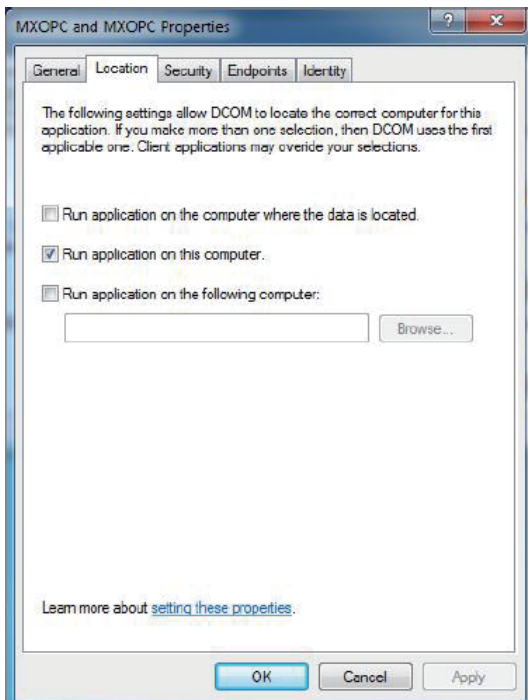 MXOPC and MXOPC Properties
?
General Location Security Endpoints Identity
The following settings allow DCOM to locate the correct computer for this
application. If you make more than one selection, then DCOM uses the first
applicable one. Client applications may overide your selections.
Run application on the computer where the data is located.
Run application on this computer.
Run application on the following computer:
Browse...
Learn more about setting these properties.
OK Cancel Apply